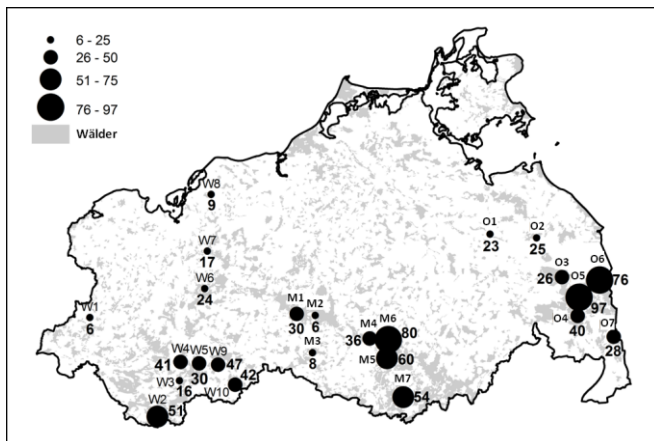 6 - 25
26 - 50
51 - 75
76 - 97
Wälder
W8
9
W7
17
W6
24
W1
6
M1
30
M2
6
M3
8
M4
36
M6
80
M5
60
M7
54
W4
41
W5
30
W9
47
W3
16
W10
42
W2
51
O1
23
O2
25
O3
26
O6
76
O5
97
O4
40
O7
28